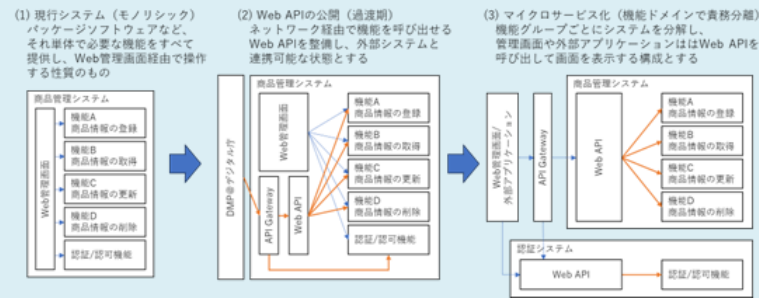 (1) 現行システム（モノリシック）
パッケージソフトウェアなど、
それ単体で必要な機能をすべて
提供し、Web管理画面経由で操作
する性質のもの
商品管理システム
Web管理画面
機能A
商品情報の登録
機能B
商品情報の取得
機能C
商品情報の更新
機能D
商品情報の削除
認証/認可機能
(2) Web APIの公開（過渡期）
ネットワーク経由で機能を呼び出せる
Web APIを整備し、外部システムと
連携可能な状態とする
商品管理システム
DMP@デジタル庁
Web管理画面
API Gateway
Web API
機能A
商品情報の登録
機能B
商品情報の取得
機能C
商品情報の更新
機能D
商品情報の削除
認証/認可機能
(3) マイクロサービス化（機能ドメインで責務分離）
機能グループごとにシステムを分解し、
管理画面や外部アプリケーションははWeb APIを
呼び出して画面を表示する構成とする
商品管理システム
Web管理画面/
外部アプリケーション
API Gateway
Web API
機能A
商品情報の登録
機能B
商品情報の取得
機能C
商品情報の更新
機能D
商品情報の削除
認証システム
Web API
認証/認可機能